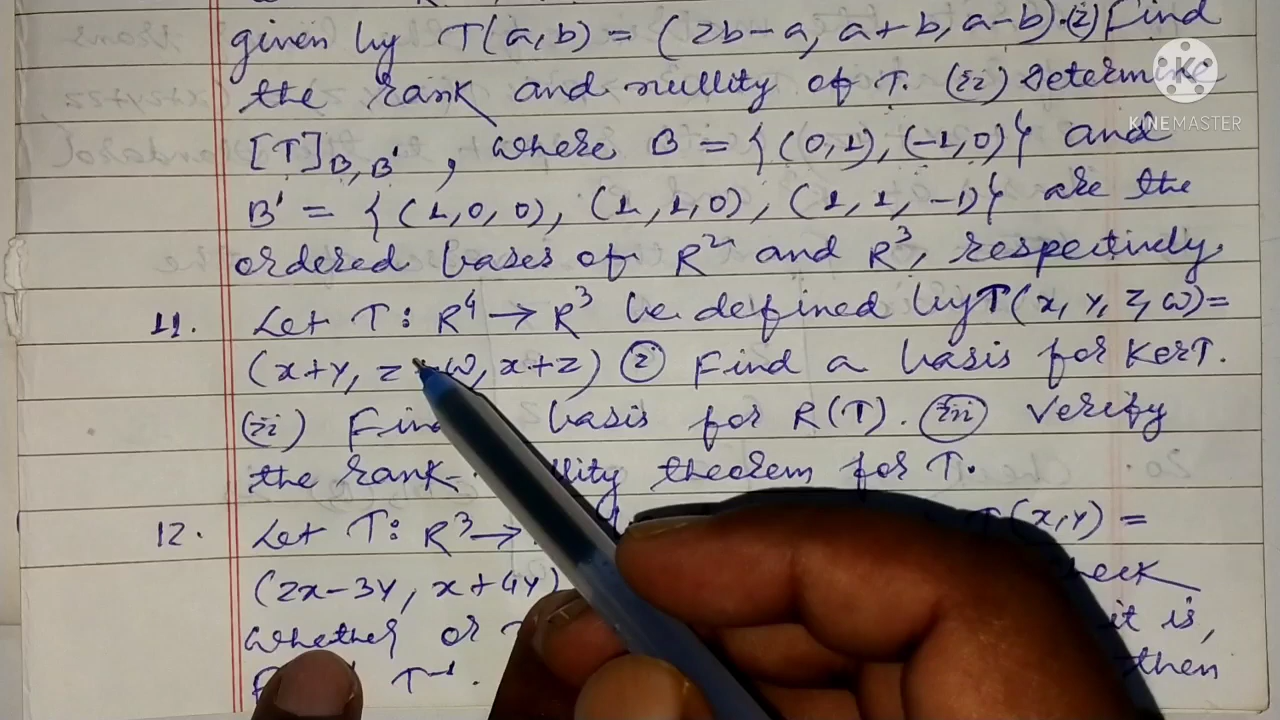 given by T(a,b) = (2b-a, a+b, a-b).(i) Find
the rank and nullity of T. (ii) Determine
[T]B,B', where B = {(0,1),(-1,0)} and
B' = {(1,0,0), (1,1,0), (1,1,-1)} are the
ordered bases of R² and R³, respectively.
11. Let T: R⁴ → R³ be defined by T(x,y,z,w)=
(x+y, z w, x+z) (i) Find a basis for KerT.
(ii) Find basis for R(T). (iii) Verify
the rank- theorem for T.
12. Let T: R³ → T(x,y) =
(2x-3y, x+4y)
whether or it is,
T⁻¹ then
KINEMASTER